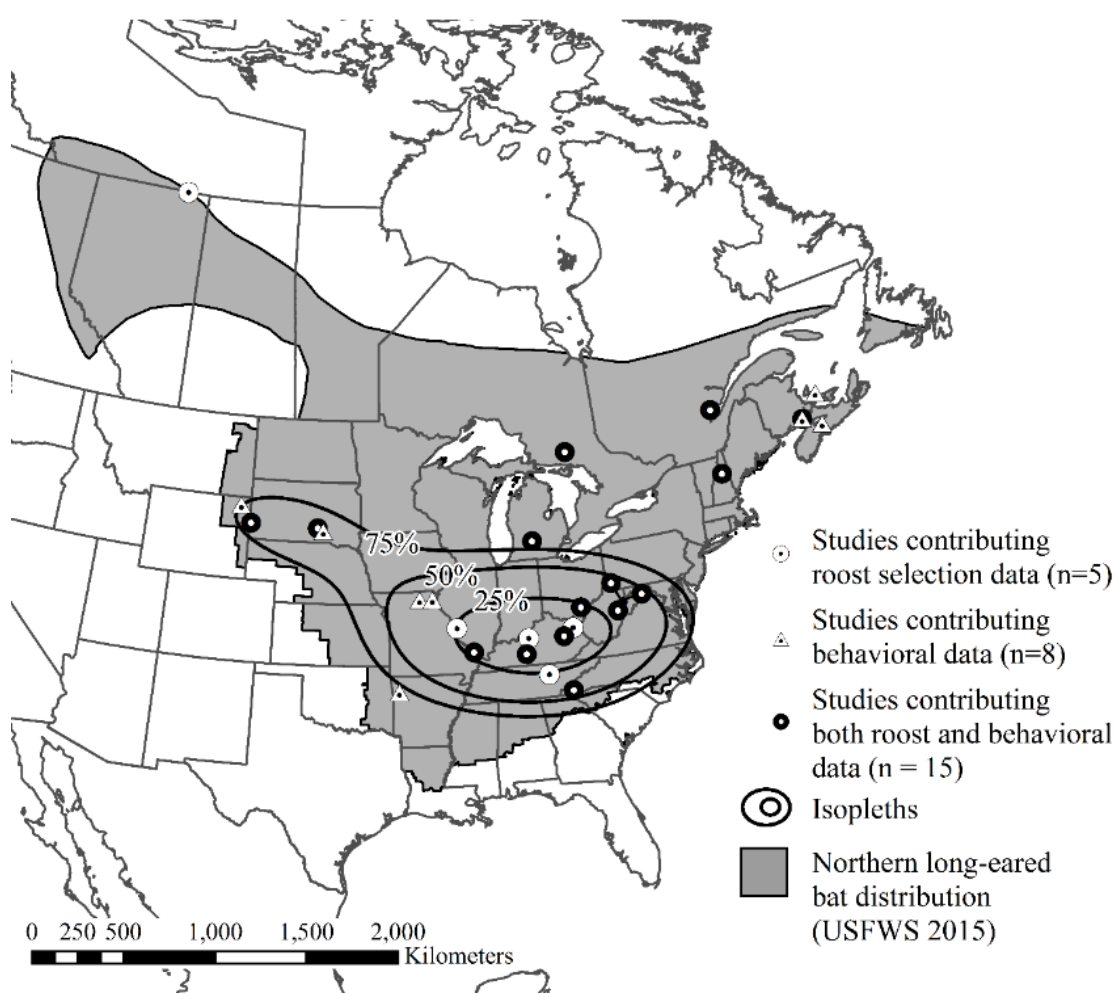 75%
50%
25%
Studies contributing
roost selection data (n=5)
Studies contributing
behavioral data (n=8)
Studies contributing
both roost and behavioral
data (n = 15)
Isopleths
Northern long-eared
bat distribution
(USFWS 2015)
0 250 500 1,000 1,500 2,000
Kilometers